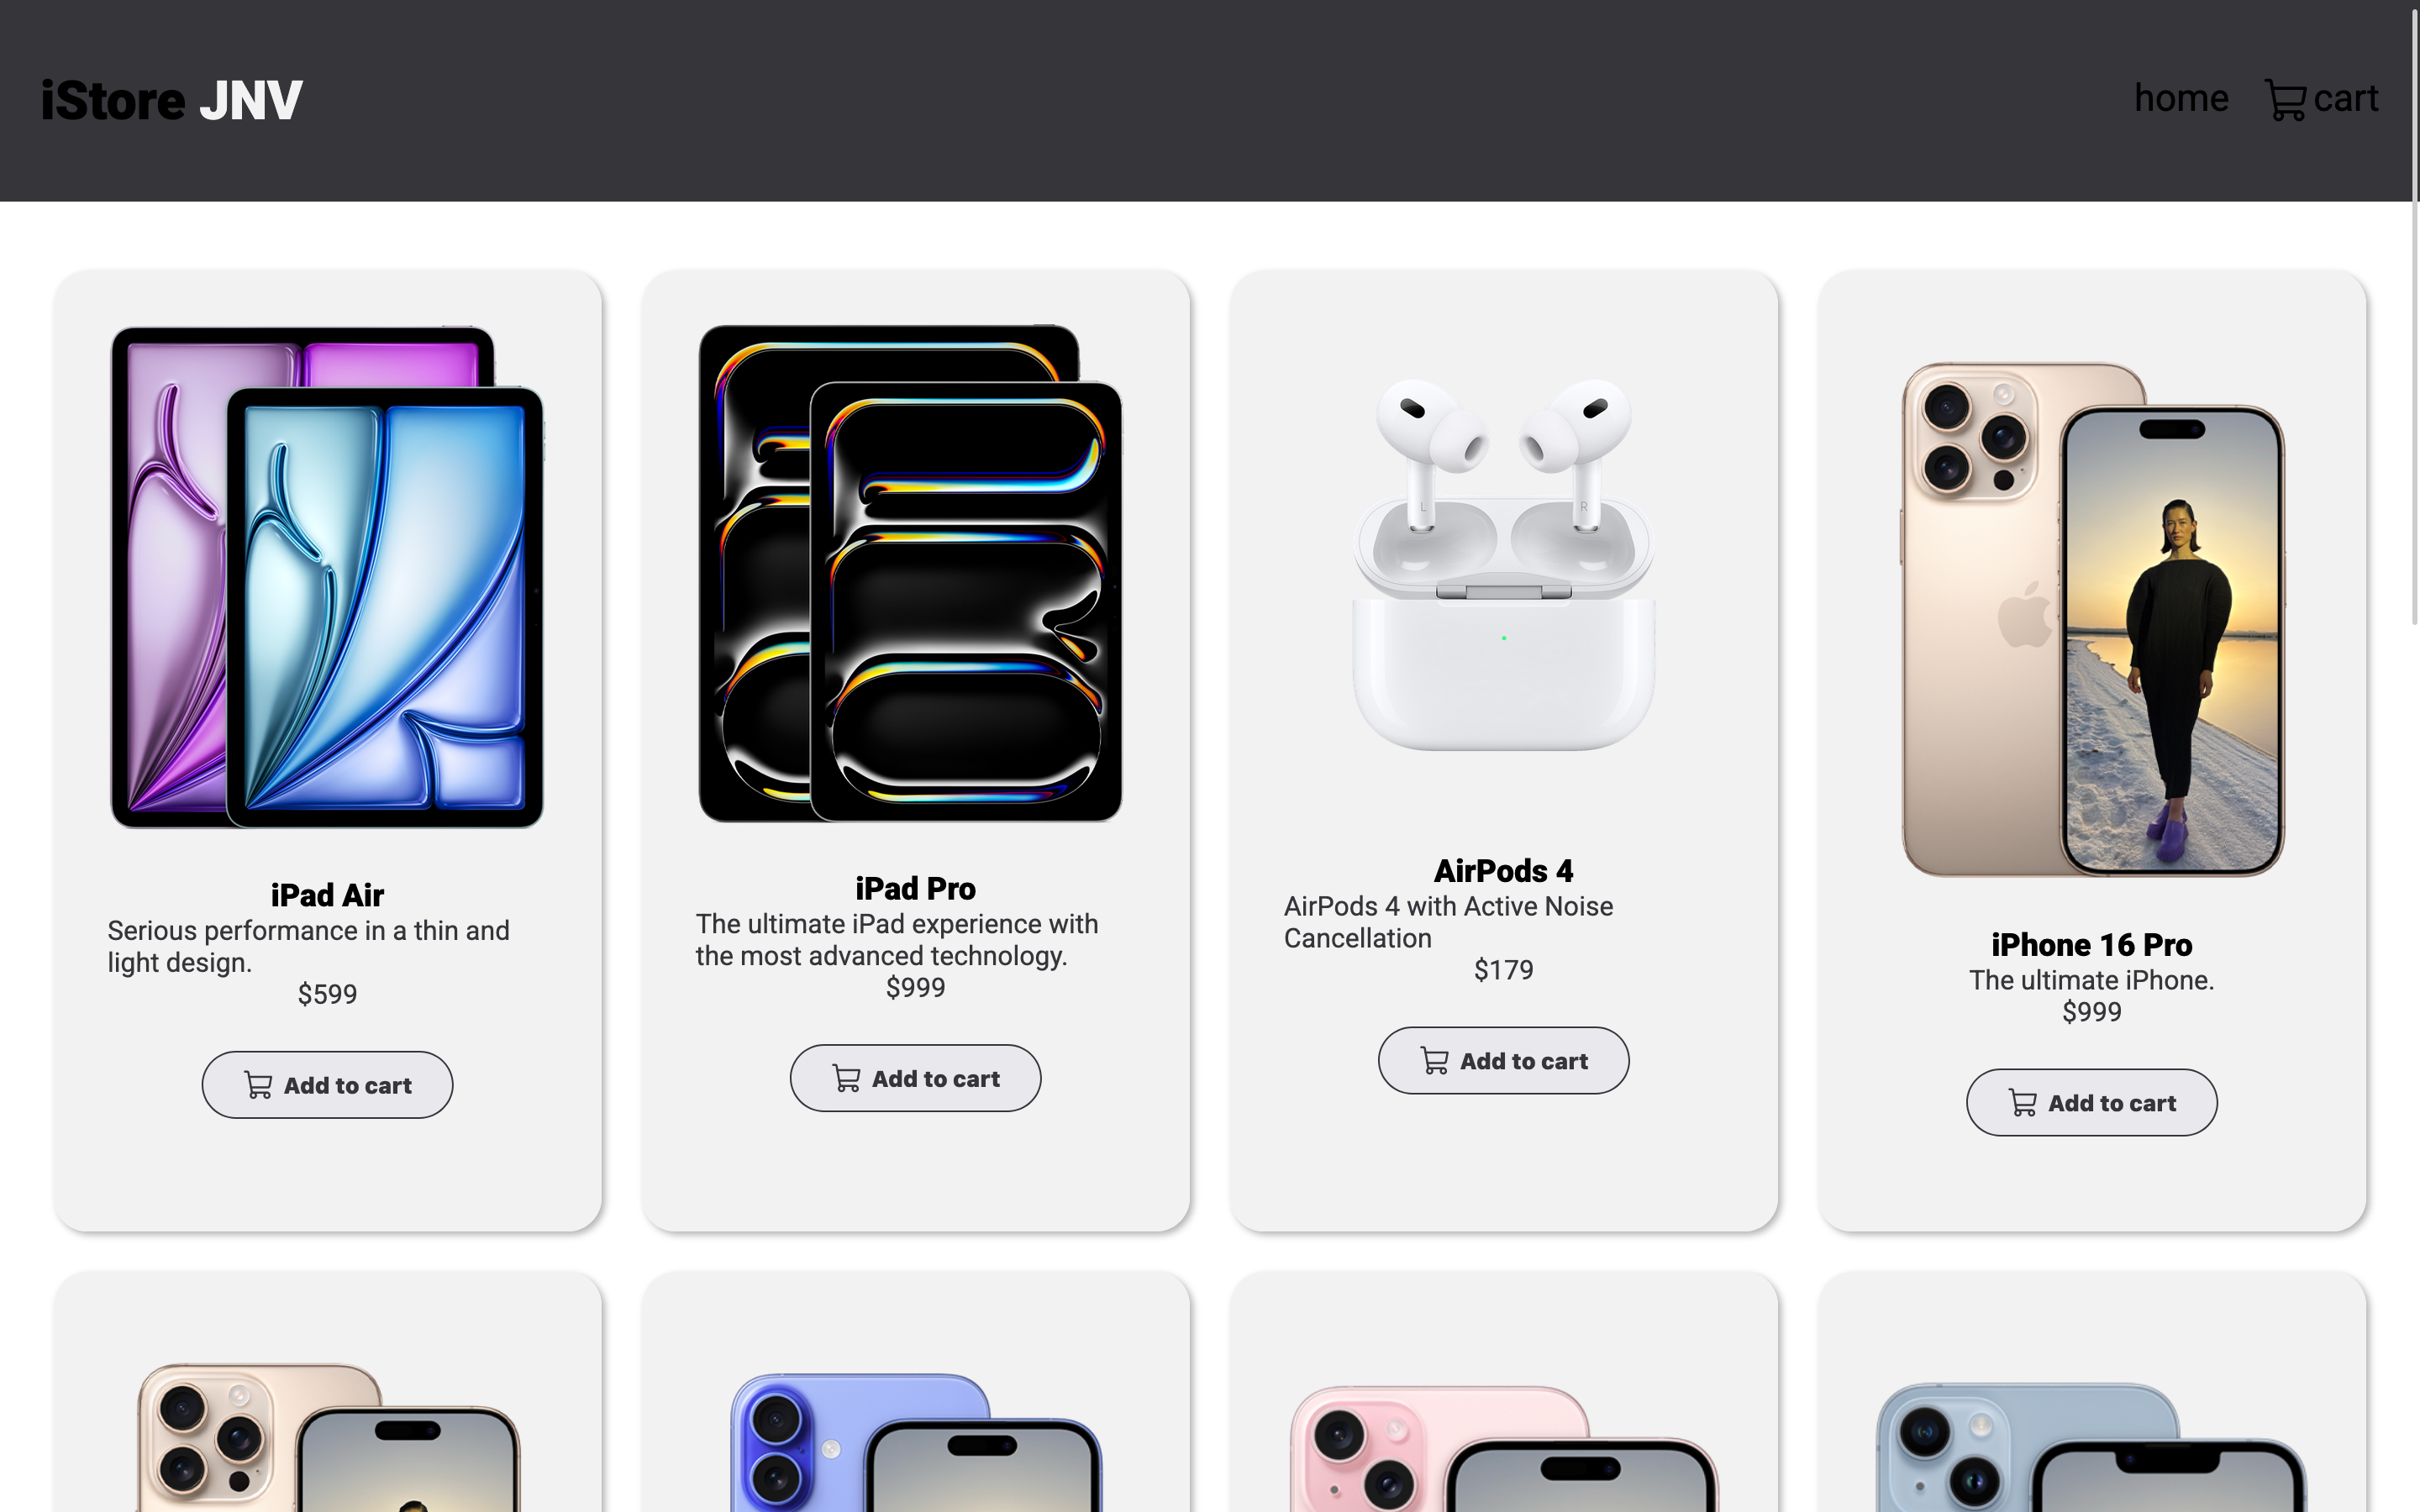 iStore JNV
home cart
iPad Air
Serious performance in a thin and
light design.
$599
Add to cart
iPad Pro
The ultimate iPad experience with
the most advanced technology.
$999
Add to cart
L R
AirPods 4
AirPods 4 with Active Noise
Cancellation
$179
Add to cart
iPhone 16 Pro
The ultimate iPhone.
$999
Add to cart